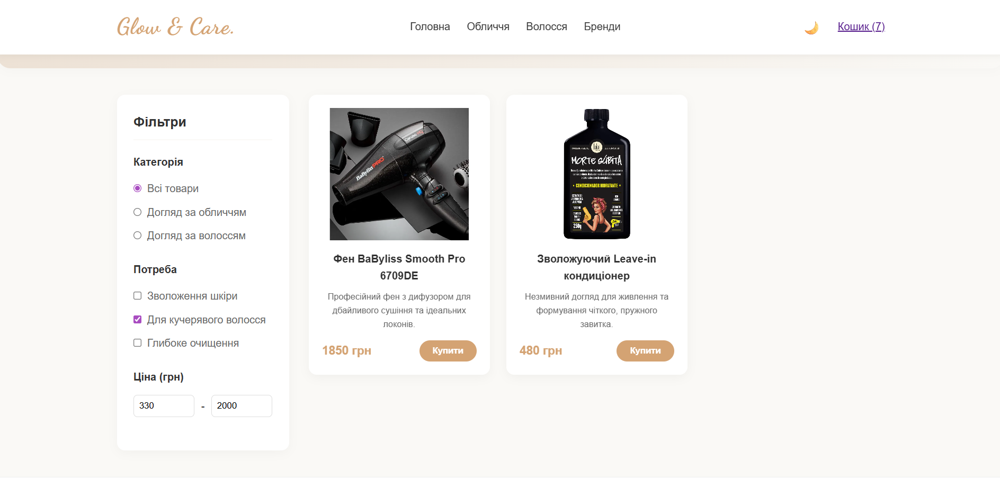 Glow & Care.
Головна Обличчя Волосся Бренди
Кошик (7)
Фільтри
Категорія
Всі товари
Догляд за обличчям
Догляд за волоссям
Потреба
Зволоження шкіри
Для кучерявого волосся
Глибоке очищення
Ціна (грн)
330 - 2000
BaBylissPRO
Фен BaByliss Smooth Pro
6709DE
Професійний фен з дифузором для
дбайливого сушіння та ідеальних
локонів.
1850 грн
Купити
lola
MORTE SÚBITA
CONDICIONADOR HIDRATANTE
VEGANO
250g
Зволожуючий Leave-in
кондиціонер
Незмивний догляд для живлення та
формування чіткого, пружного
завитка.
480 грн
Купити